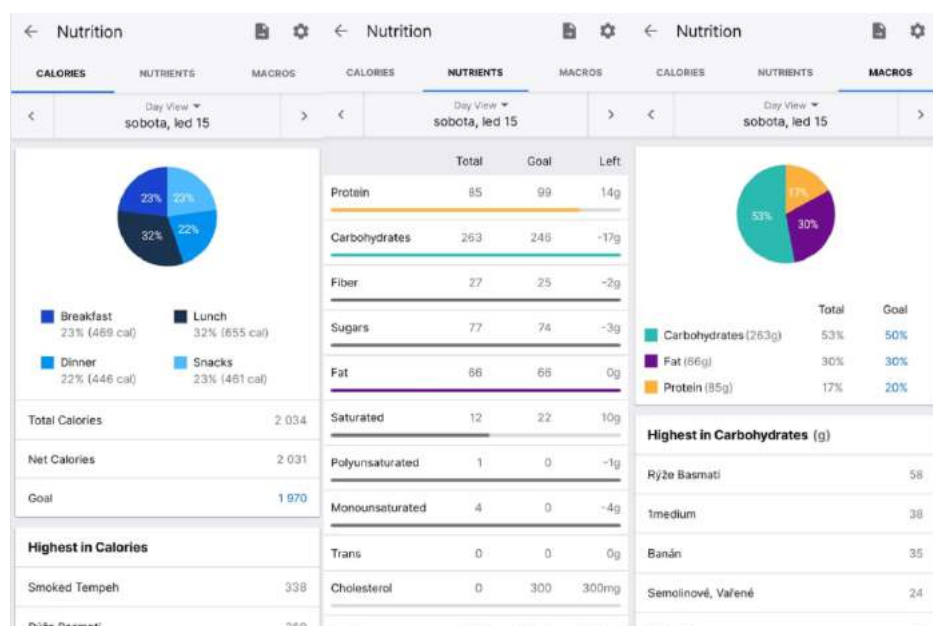 Nutrition
CALORIES NUTRIENTS MACROS
Day View
sobota, led 15
23% 23%
32% 22%
Breakfast
23% (469 cal)
Lunch
32% (655 cal)
Dinner
22% (446 cal)
Snacks
23% (461 cal)
Total Calories 2 034
Net Calories 2 031
Goal 1 970
Highest in Calories
Smoked Tempeh 338
Nutrition
CALORIES NUTRIENTS MACROS
Day View
sobota, led 15
Total Goal Left
Protein 85 99 14g
Carbohydrates 263 246 -17g
Fiber 27 25 -2g
Sugars 77 74 -3g
Fat 66 66 0g
Saturated 12 22 10g
Polyunsaturated 1 0 -1g
Monounsaturated 4 0 -4g
Trans 0 0 0g
Cholesterol 0 300 300mg
Nutrition
CALORIES NUTRIENTS MACROS
Day View
sobota, led 15
17%
53%
30%
Total Goal
Carbohydrates (263g) 53% 50%
Fat (66g) 30% 30%
Protein (85g) 17% 20%
Highest in Carbohydrates (g)
Rýže Basmati 58
1medium 38
Banán 35
Semolinové, Vařené 24